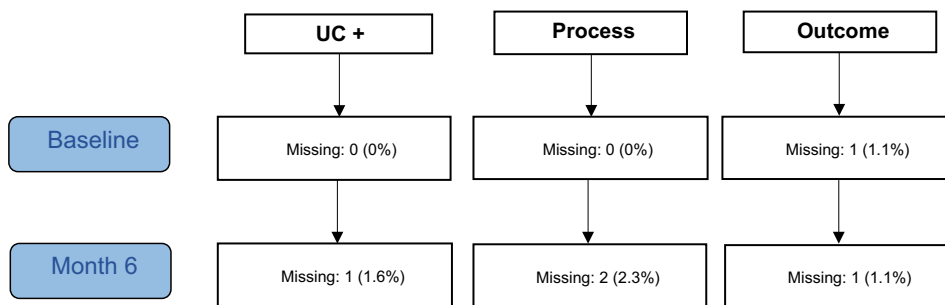 UC +
Process
Outcome
Baseline
Missing: 0 (0%)
Missing: 0 (0%)
Missing: 1 (1.1%)
Month 6
Missing: 1 (1.6%)
Missing: 2 (2.3%)
Missing: 1 (1.1%)